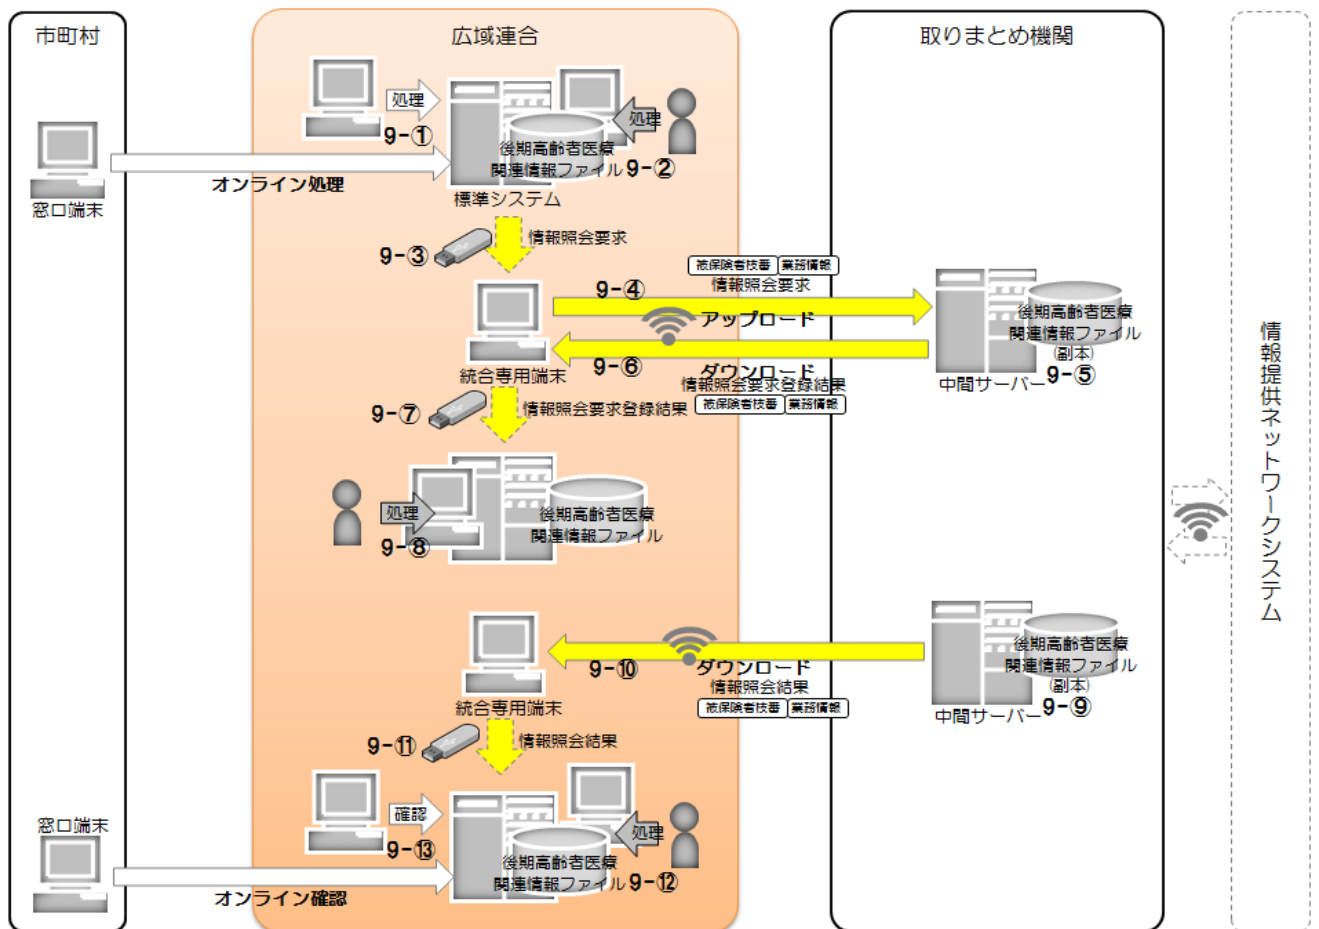 市町村
広域連合
取りまとめ機関
処理
9-①
処理
後期高齢者医療
関連情報ファイル
9-②
オンライン処理
窓口端末
標準システム
9-③
情報照会要求
被保険者枝番
業務情報
情報照会要求
9-④
アップロード
後期高齢者医療
関連情報ファイル
(副本)
9-⑤
中間サーバー
9-⑥
ダウンロード
情報照会要求登録結果
被保険者枝番
業務情報
統合専用端末
9-⑦
情報照会要求登録結果
情報提供ネットワークシステム
処理
9-⑧
後期高齢者医療
関連情報ファイル
9-⑩
ダウンロード
情報照会結果
被保険者枝番
業務情報
後期高齢者医療
関連情報ファイル
(副本)
9-⑨
中間サーバー
統合専用端末
9-⑪
情報照会結果
確認
9-⑬
処理
窓口端末
後期高齢者医療
関連情報ファイル
9-⑫
オンライン確認